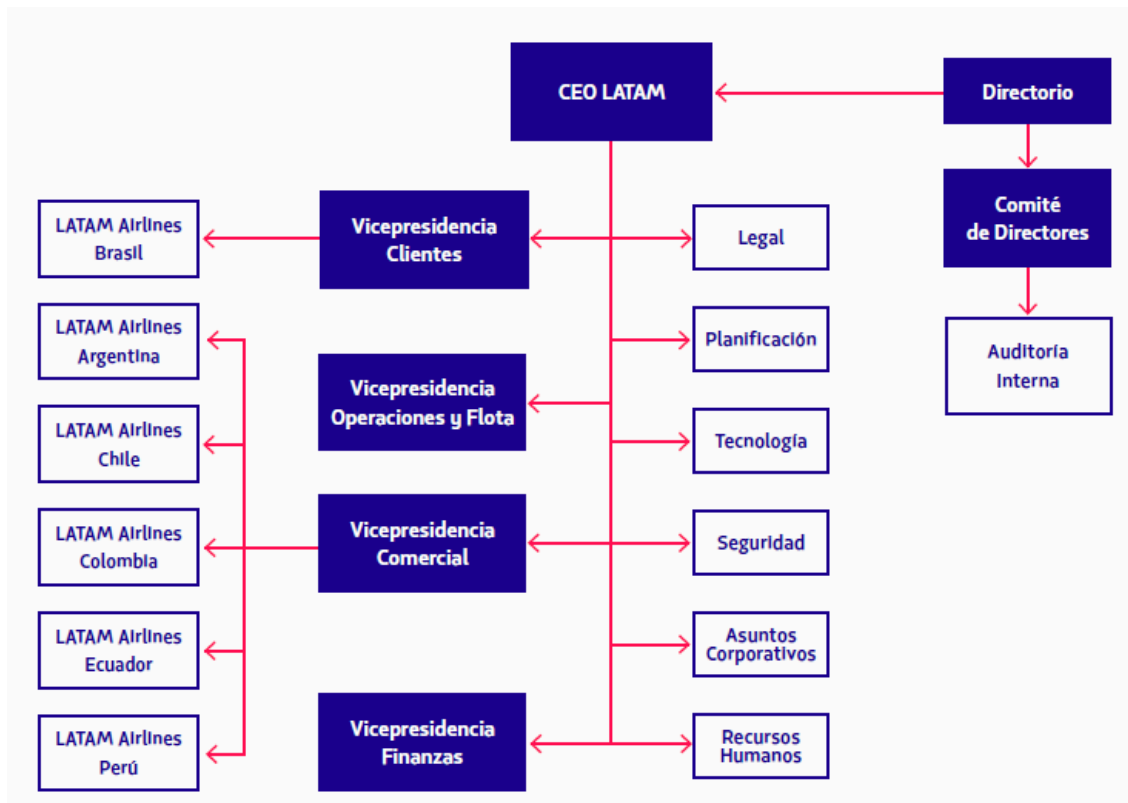 CEO LATAM
Directorio
Comité
de Directores
Auditoría
Interna
LATAM Airlines
Brasil
LATAM Airlines
Argentina
LATAM Airlines
Chile
LATAM Airlines
Colombia
LATAM Airlines
Ecuador
LATAM Airlines
Perú
Vicepresidencia
Clientes
Vicepresidencia
Operaciones y Flota
Vicepresidencia
Comercial
Vicepresidencia
Finanzas
Legal
Planificación
Tecnología
Seguridad
Asuntos
Corporativos
Recursos
Humanos